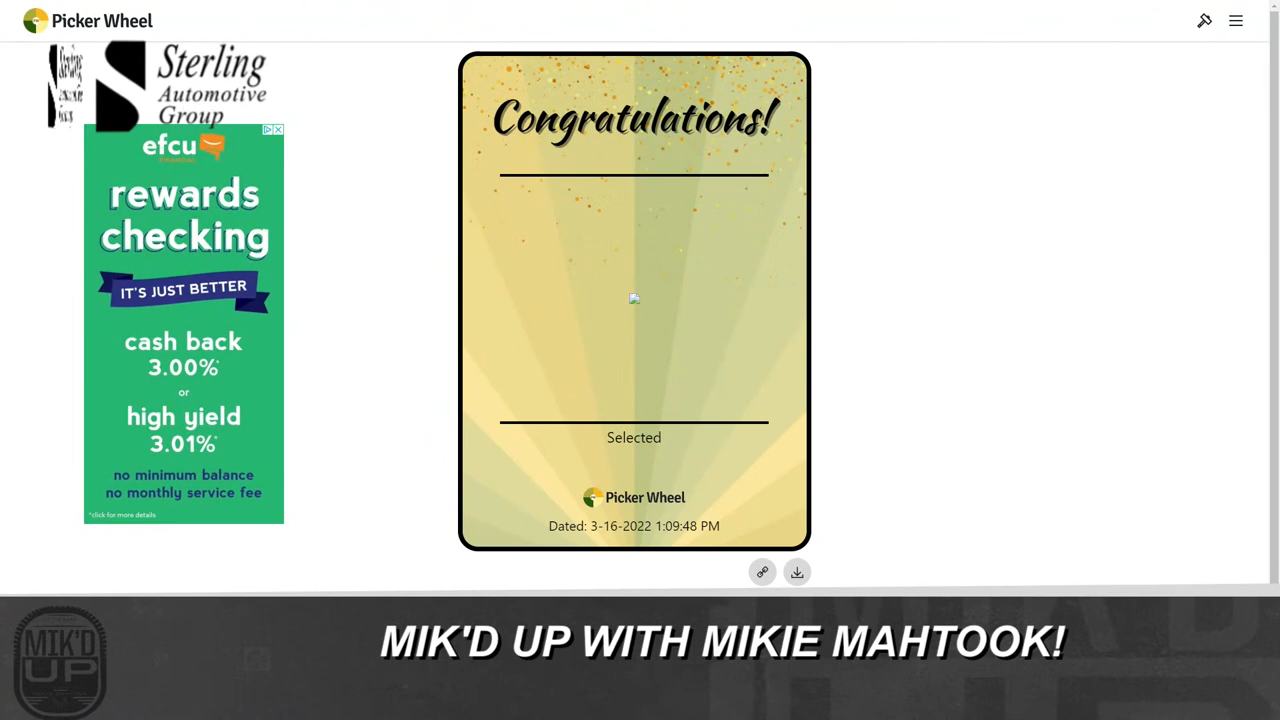 Picker Wheel
Sterling
Automotive
Group
efcu
rewards
checking
IT'S JUST BETTER
cash back
3.00%*
or
high yield
3.01%*
no minimum balance
no monthly service fee
*click for more details
Congratulations!
Selected
Picker Wheel
Dated: 3-16-2022 1:09:48 PM
MIK'D
UP
MIK'D UP WITH MIKIE MAHTOOK!